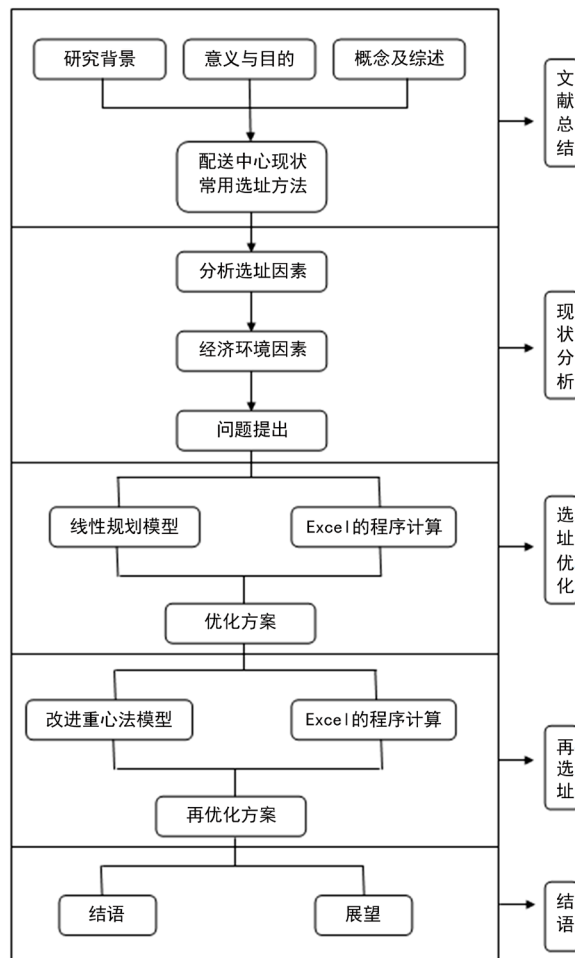 研究背景
意义与目的
概念及综述
配送中心现状
常用选址方法
文
献
总
结
分析选址因素
经济环境因素
问题提出
现
状
分
析
线性规划模型
Excel的程序计算
优化方案
选
址
优
化
改进重心法模型
Excel的程序计算
再优化方案
再
选
址
结语
展望
结
语